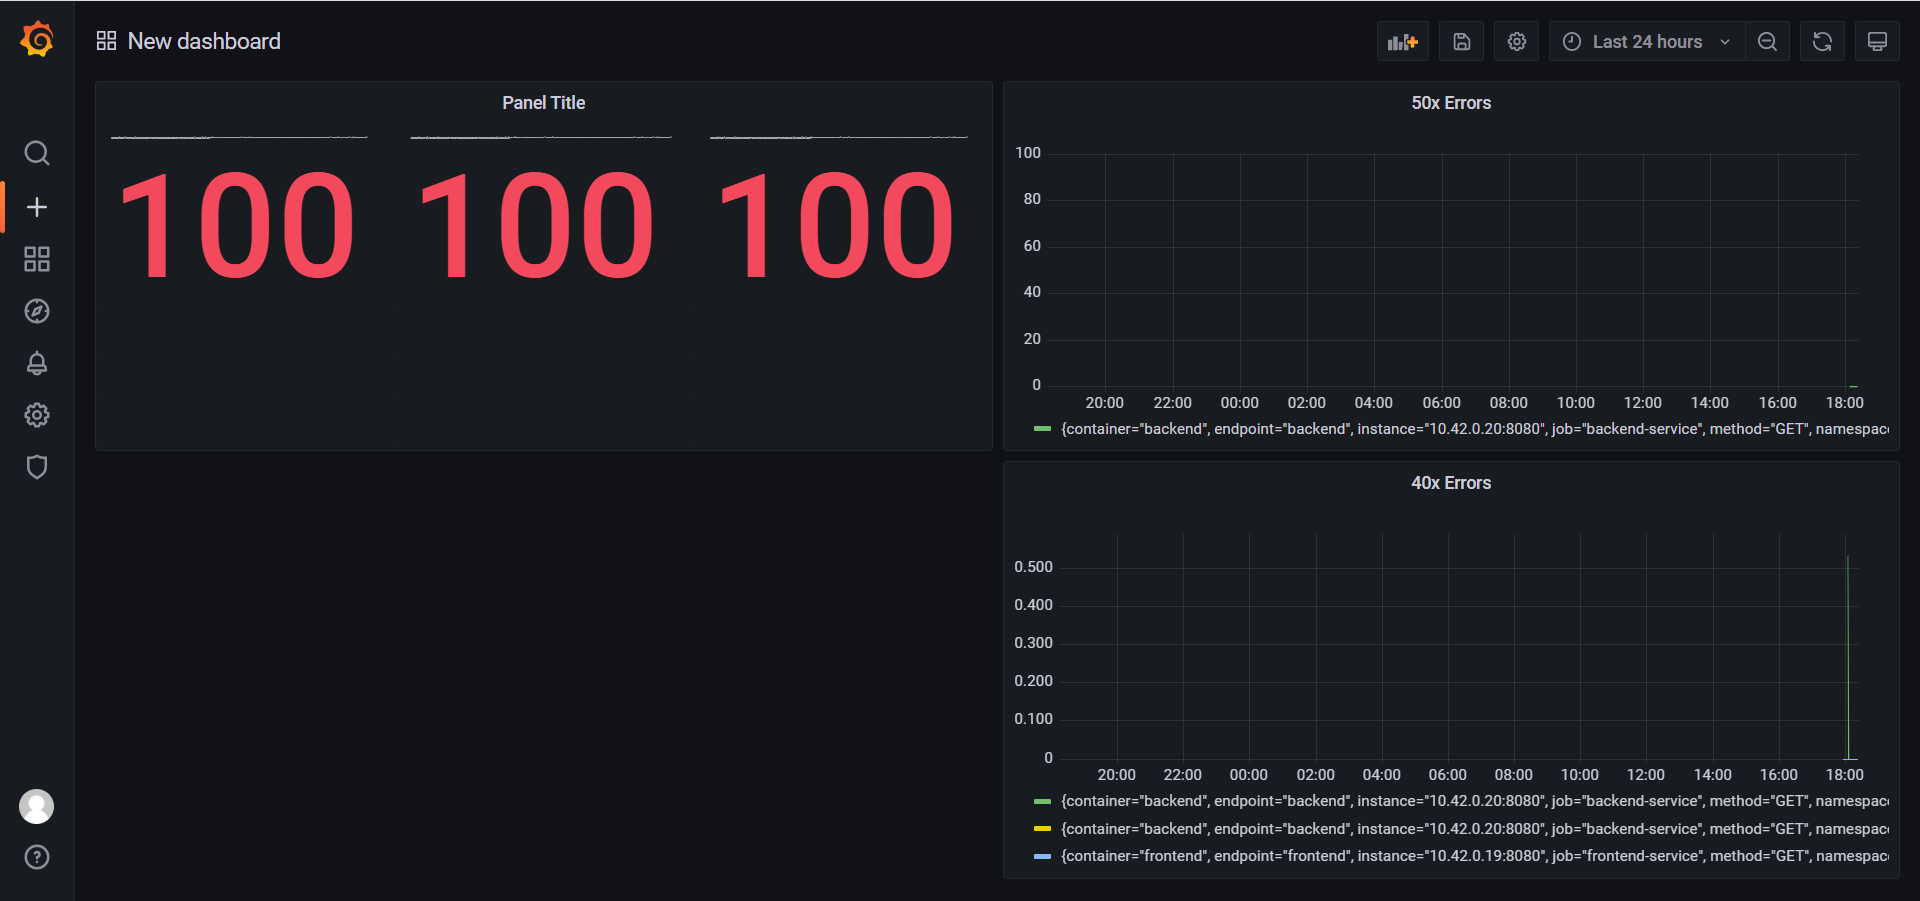 New dashboard
Last 24 hours
Panel Title
100 100 100
50x Errors
100
80
60
40
20
0
20:00 22:00 00:00 02:00 04:00 06:00 08:00 10:00 12:00 14:00 16:00 18:00
{container="backend", endpoint="backend", instance="10.42.0.20:8080", job="backend-service", method="GET", namespac
40x Errors
0.500
0.400
0.300
0.200
0.100
0
20:00 22:00 00:00 02:00 04:00 06:00 08:00 10:00 12:00 14:00 16:00 18:00
{container="backend", endpoint="backend", instance="10.42.0.20:8080", job="backend-service", method="GET", namespac
{container="backend", endpoint="backend", instance="10.42.0.20:8080", job="backend-service", method="GET", namespac
{container="frontend", endpoint="frontend", instance="10.42.0.19:8080", job="frontend-service", method="GET", namespac